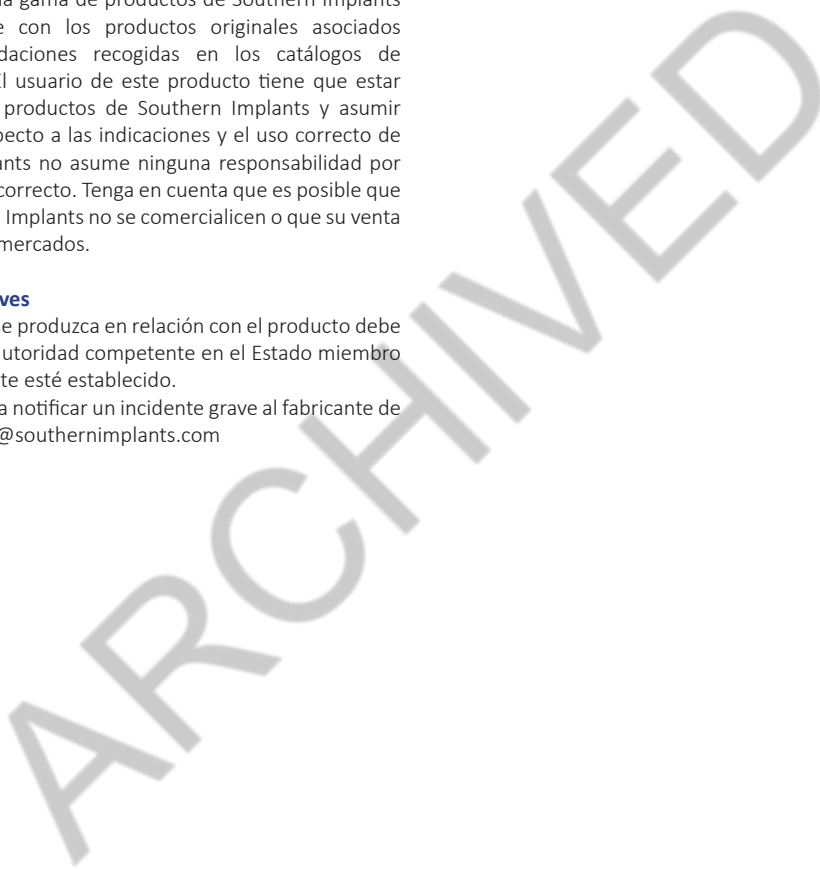 la gama de productos de Southern Implants
con los productos originales asociados
daciones recogidas en los catálogos de
El usuario de este producto tiene que estar
productos de Southern Implants y asumir
pecto a las indicaciones y el uso correcto de
ants no asume ninguna responsabilidad por
correcto. Tenga en cuenta que es posible que
Implants no se comercialicen o que su venta
mercados.
ves
se produzca en relación con el producto debe
autoridad competente en el Estado miembro
te esté establecido.
a notificar un incidente grave al fabricante de
@southernimplants.com
ARCHIVED